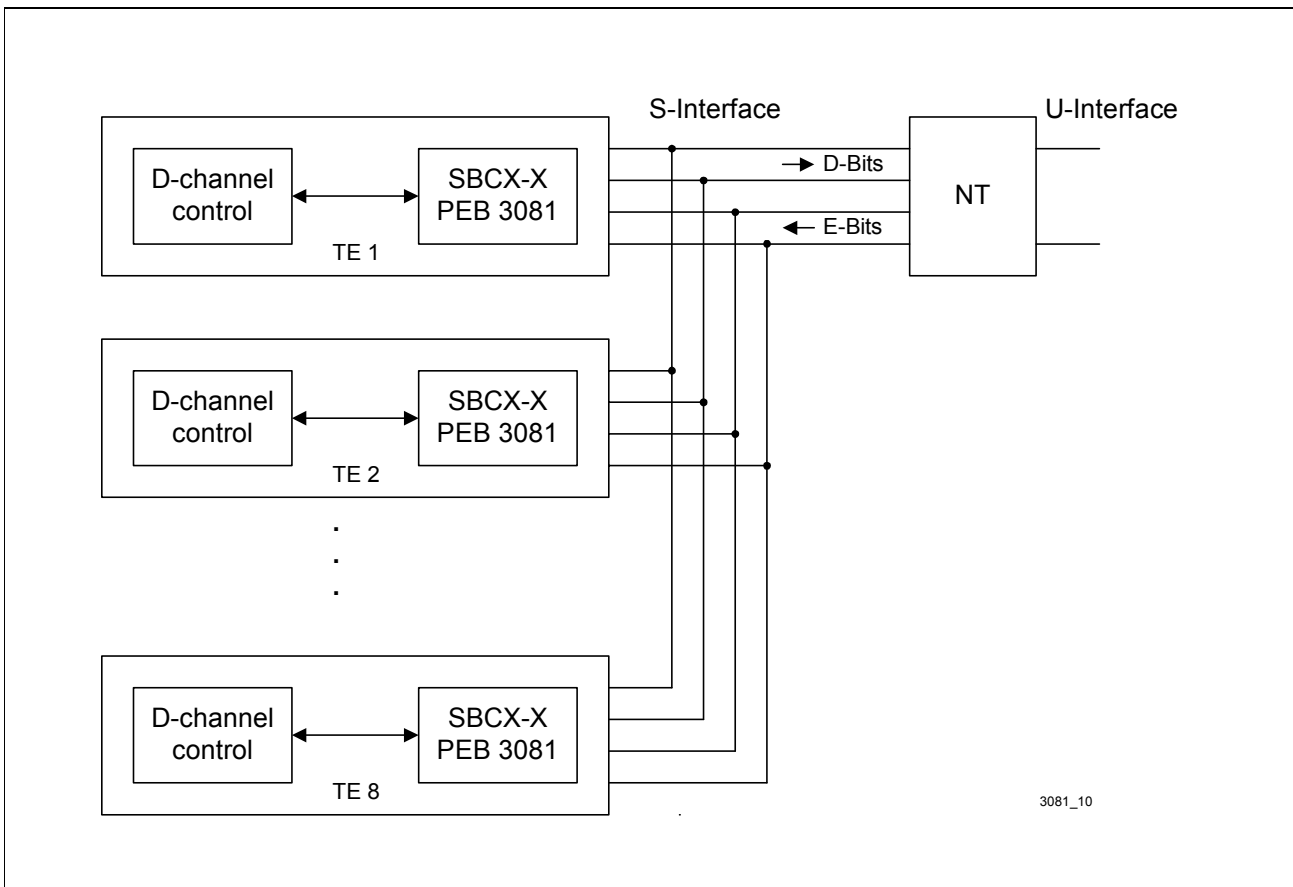 S-Interface
U-Interface
D-channel
control
SBCX-X
PEB 3081
TE 1
D-Bits
E-Bits
NT
D-channel
control
SBCX-X
PEB 3081
TE 2
D-channel
control
SBCX-X
PEB 3081
TE 8
3081_10